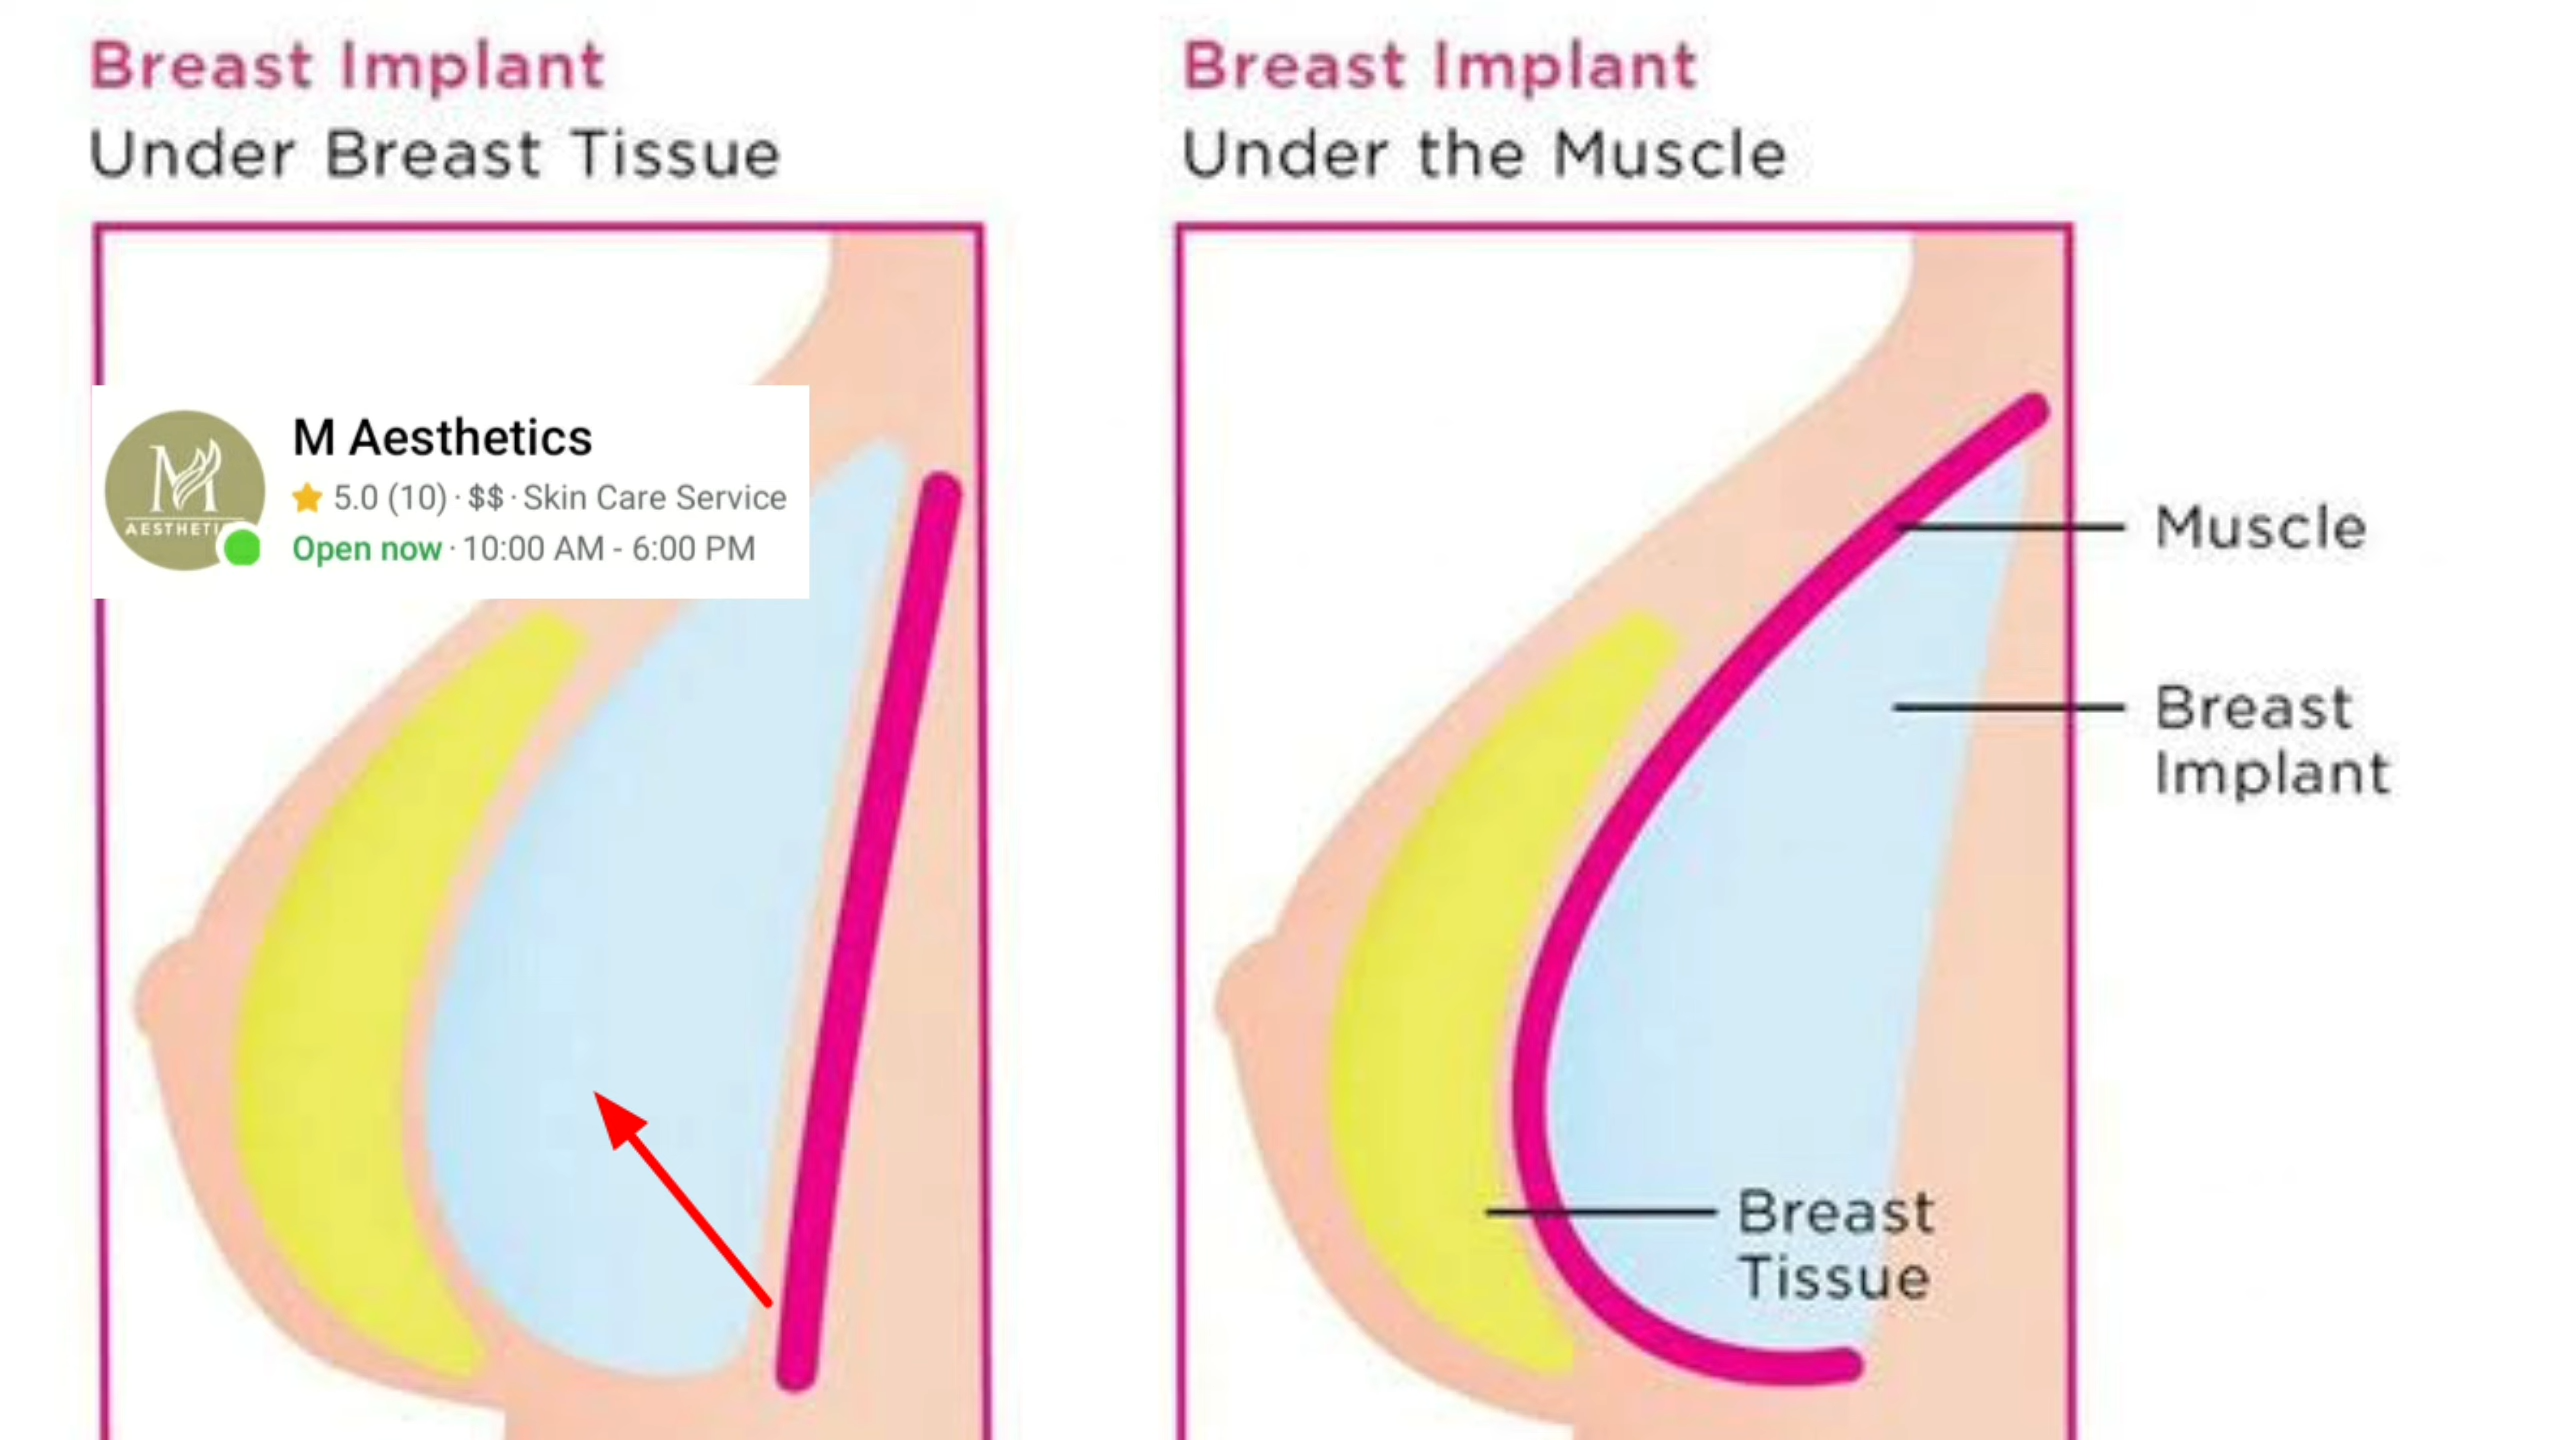 Breast Implant
Under Breast Tissue
Breast Implant
Under the Muscle
M Aesthetics
5.0 (10) · $$ · Skin Care Service
Open now · 10:00 AM - 6:00 PM
M
Muscle
Breast
Implant
Breast
Tissue